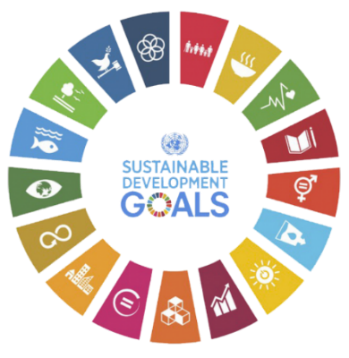 SUSTAINABLE
DEVELOPMENT
GOALS